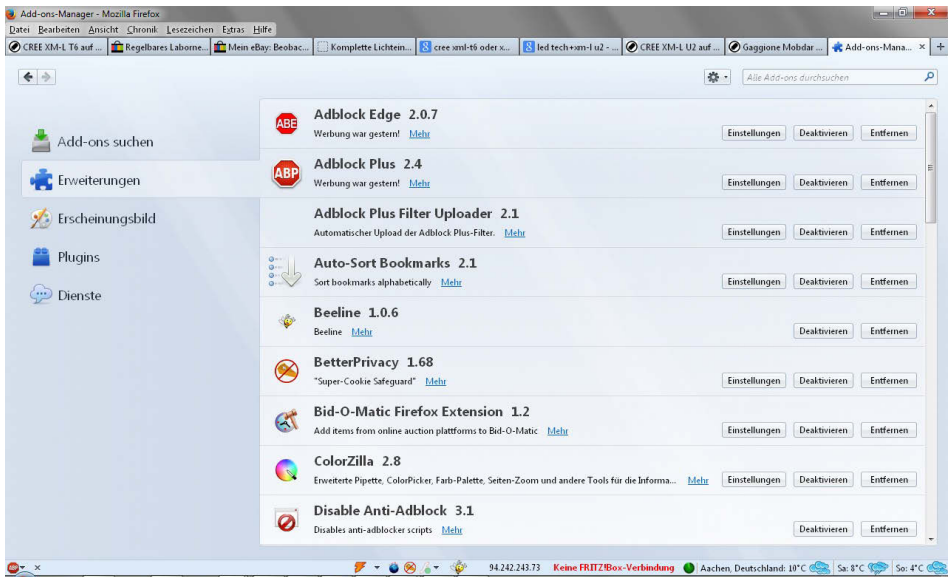 Add-ons-Manager - Mozilla Firefox
Datei Bearbeiten Ansicht Chronik Lesezeichen Extras Hilfe
CREE XM-L T6 auf ... Regelbares Laborne... Mein eBay: Beobac... Komplette Lichtein... cree xml-t6 oder x... led tech+xm-l u2 - ... CREE XM-L U2 auf ... Gaggione Mobdar ... Add-ons-Mana... × +
Alle Add-ons durchsuchen
Add-ons suchen
Erweiterungen
Erscheinungsbild
Plugins
Dienste
ABE
Adblock Edge 2.0.7
Werbung war gestern! Mehr
Einstellungen Deaktivieren Entfernen
ABP
Adblock Plus 2.4
Werbung war gestern! Mehr
Einstellungen Deaktivieren Entfernen
Adblock Plus Filter Uploader 2.1
Automatischer Upload der Adblock Plus-Filter. Mehr
Einstellungen Deaktivieren Entfernen
Auto-Sort Bookmarks 2.1
Sort bookmarks alphabetically Mehr
Einstellungen Deaktivieren Entfernen
Beeline 1.0.6
Beeline Mehr
Deaktivieren Entfernen
BetterPrivacy 1.68
"Super-Cookie Safeguard" Mehr
Einstellungen Deaktivieren Entfernen
Bid-O-Matic Firefox Extension 1.2
Add items from online auction plattforms to Bid-O-Matic Mehr
Einstellungen Deaktivieren Entfernen
ColorZilla 2.8
Erweiterte Pipette, ColorPicker, Farb-Palette, Seiten-Zoom und andere Tools für die Informa... Mehr
Einstellungen Deaktivieren Entfernen
Disable Anti-Adblock 3.1
Disables anti-adblocker scripts Mehr
Deaktivieren Entfernen
94.242.243.73 Keine FRITZ!Box-Verbindung Aachen, Deutschland: 10°C Sa: 8°C So: 4°C